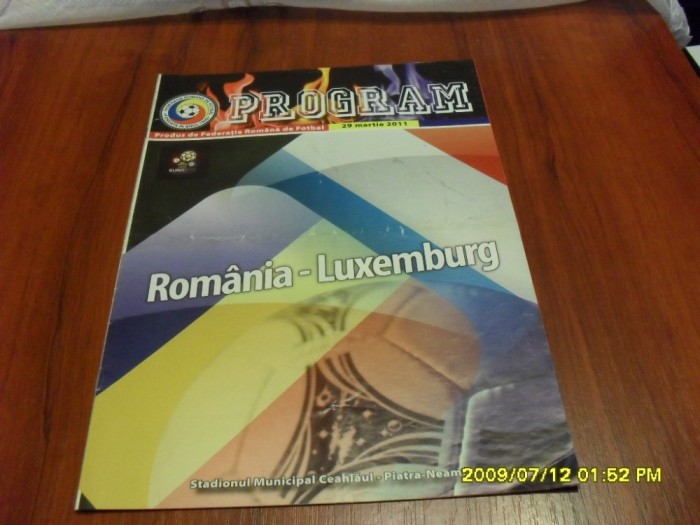 PROGRAM
Produs de Federația Română de Fotbal
29 martie 2011
România - Luxemburg
Stadionul Municipal Ceahlăul - Piatra-Neam
2009/07/12 01:52 PM